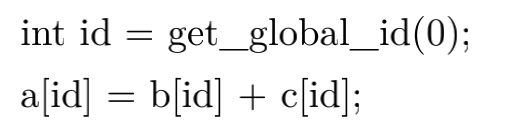 int id = get_global_id(0);
a[id] = b[id] + c[id];